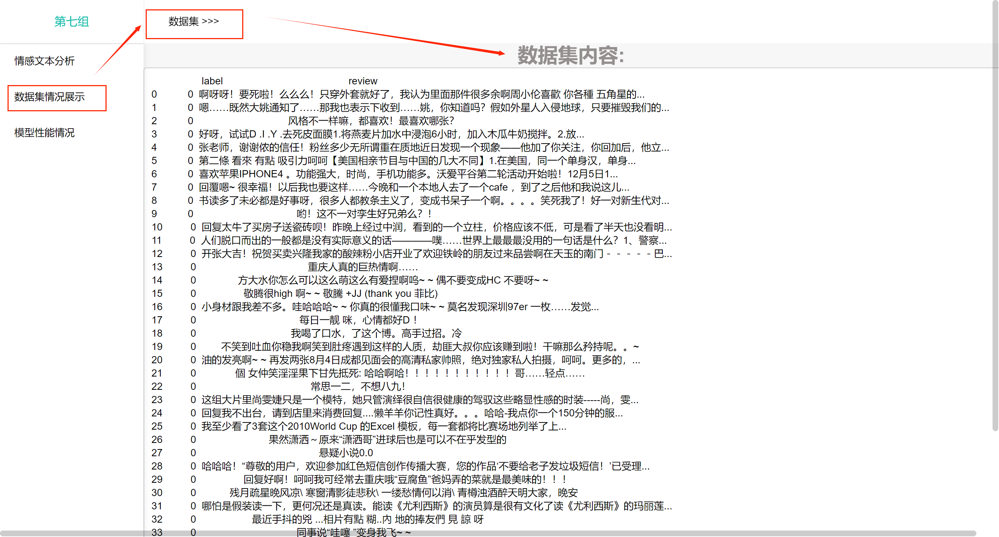 第七组
数据集 >>>
情感文本分析
数据集情况展示
模型性能情况
数据集内容:
label review
0 0 啊呀呀！要死啦！么么么！只穿外套就好了，我认为里面那件很多余啊周小伦喜歡 你各種 五角星的...
1 0 嗯……既然大姚通知了……那我也表示下收到……姚，你知道吗？假如外星人入侵地球，只要摧毁我们的...
2 0 风格不一样嘛，都喜欢！最喜欢哪张？
3 0 好呀，试试D .I .Y .去死皮面膜1.将燕麦片加水中浸泡6小时，加入木瓜牛奶搅拌。2.放...
4 0 张老师，谢谢侬的信任！粉丝多少无所谓重在质地近日发现一个现象——他加了你关注，你回加后，他立...
5 0 第二條 看來 有點 吸引力呵呵【美国相亲节目与中国的几大不同】1.在美国，同一个单身汉，单身...
6 0 喜欢苹果IPHONE4 。功能强大，时尚，手机功能多。沃爱平谷第二轮活动开始啦！12月5日1...
7 0 回覆嗯~ 很幸福！以后我也要这样……今晚和一个本地人去了一个cafe ，到了之后他和我说这儿...
8 0 书读多了未必都是好事呀，很多人都教条主义了，变成书呆子一个啊。。。。笑死我了！好一对新生代对...
9 0 哟！这不一对孪生好兄弟么？！
10 0 回复太牛了买房子送瓷砖呗！昨晚上经过中润，看到的一个立柱，价格应该不低，可是看了半天也没看明...
11 0 人们脱口而出的一般都是没有实际意义的话————噗……世界上最最最没用的一句话是什么？1、警察...
12 0 开张大吉！祝贺买卖兴隆我家的酸辣粉小店开业了欢迎铁岭的朋友过来品尝啊在天玉的南门－－－－－巴...
13 0 重庆人真的巨热情啊……
14 0 方大水你怎么可以这么萌这么有爱捏啊呜~ ~ 偶不要变成HC 不要呀~ ~
15 0 敬腾很high 啊~ ~ 敬騰 +JJ (thank you 菲比)
16 0 小身材跟我差不多。哇哈哈哈~ ~ 你真的很懂我口味~ ~ 莫名发现深圳97er 一枚……发觉...
17 0 每日一靓 咪，心情都好D ！
18 0 我喝了口水，了这个博。高手过招。冷
19 0 不笑到吐血你稳我啊笑到肚疼遇到这样的人质，劫匪大叔你应该赚到啦！干嘛那么矜持呢。。~
20 0 油的发亮啊~ ~ 再发两张8月4日成都见面会的高清私家帅照，绝对独家私人拍摄，呵呵。更多的，...
21 0 個 女仲笑淫淫果下甘先抵死: 哈哈啊哈！！！！！！！！！！！哥……轻点……
22 0 常思一二，不想八九！
23 0 这组大片里尚雯婕只是一个模特，她只管演绎很自信很健康的驾驭这些略显性感的时装-----尚，雯...
24 0 回复我不出台，请到店里来消费回复....懒羊羊你记性真好。。。哈哈-我点你一个150分钟的服...
25 0 我至少看了3套这个2010World Cup 的Excel 模板，每一套都将比赛场地列举了上...
26 0 果然潇洒～原来“潇洒哥”进球后也是可以不在乎发型的
27 0 悬疑小说0.0
28 0 哈哈哈！“尊敬的用户，欢迎参加红色短信创作传播大赛，您的作品‘不要给老子发垃圾短信！’已受理...
29 0 回复好啊！呵呵我可经常去重庆哦“豆腐鱼”爸妈弄的菜就是最美味的！！！
30 0 残月疏星晚风凉\ 寒窗清影徒悲秋\ 一缕愁情何以消\ 青樽浊酒醉天明大家，晚安
31 0 哪怕是假装读一下，更何况还是真读。能读《尤利西斯》的演员算是很有文化了读《尤利西斯》的玛丽莲...
32 0 最近手抖的兇 ...相片有點 糊..內 地的捧友們 見 諒 呀
33 0 同事说“哇噻 ”变身我飞~ ~